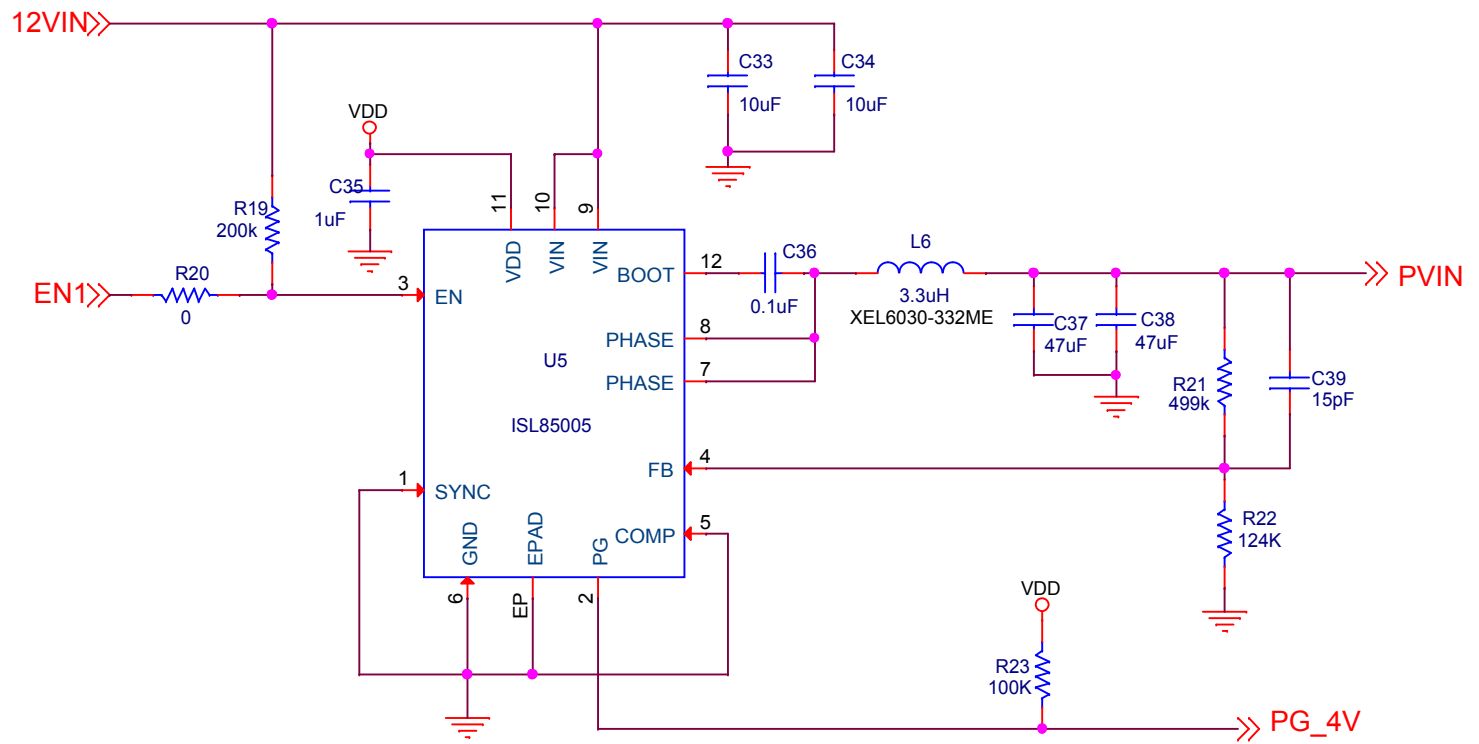 12VIN
C33
10uF
C34
10uF
VDD
C35
1uF
R19
200k
11
10
9
VDD
VIN
VIN
EN1
R20
0
3
EN
BOOT
12
C36
0.1uF
L6
3.3uH
XEL6030-332ME
PVIN
PHASE
8
PHASE
7
U5
ISL85005
C37
47uF
C38
47uF
R21
499k
C39
15pF
FB
4
1
SYNC
COMP
5
GND
EPAD
PG
6
EP
2
R22
124K
VDD
R23
100K
PG_4V